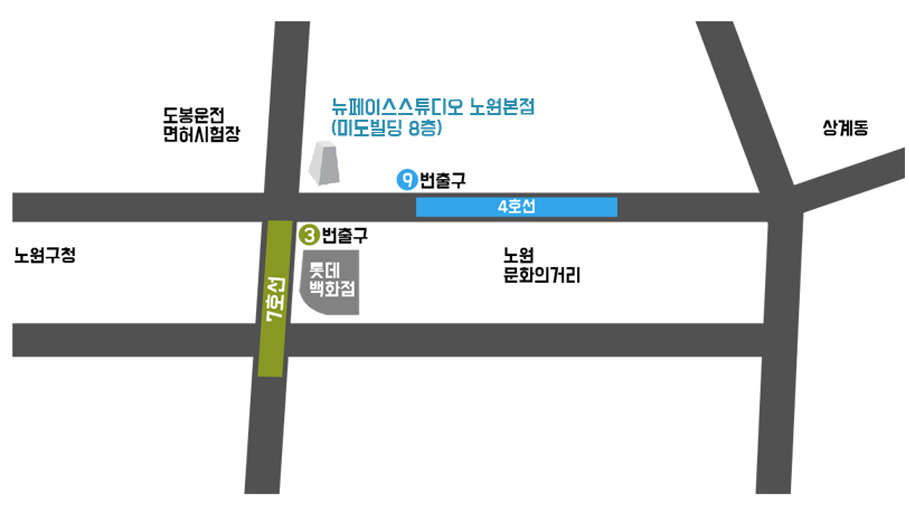 뉴페이스스튜디오 노원본점
(미도빌딩 8층)
도봉운전
면허시험장
상계동
9 번출구
4호선
3 번출구
노원구청
롯데
백화점
노원
문화의거리
7호선